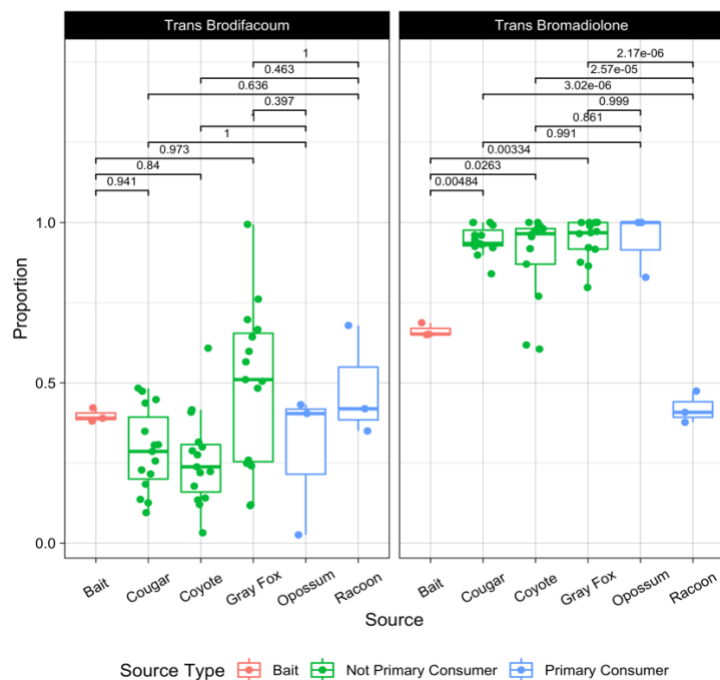 Trans Brodifacoum
Trans Bromadiolone
1
0.463
0.636
0.397
1
1
0.973
0.84
0.941
2.17e-06
2.57e-05
3.02e-06
0.999
0.861
0.991
0.00334
0.0263
0.00484
Proportion
1.0
0.5
0.0
Bait
Cougar
Coyote
Gray Fox
Opossum
Racoon
Bait
Cougar
Coyote
Gray Fox
Opossum
Racoon
Source
Source Type Bait Not Primary Consumer Primary Consumer